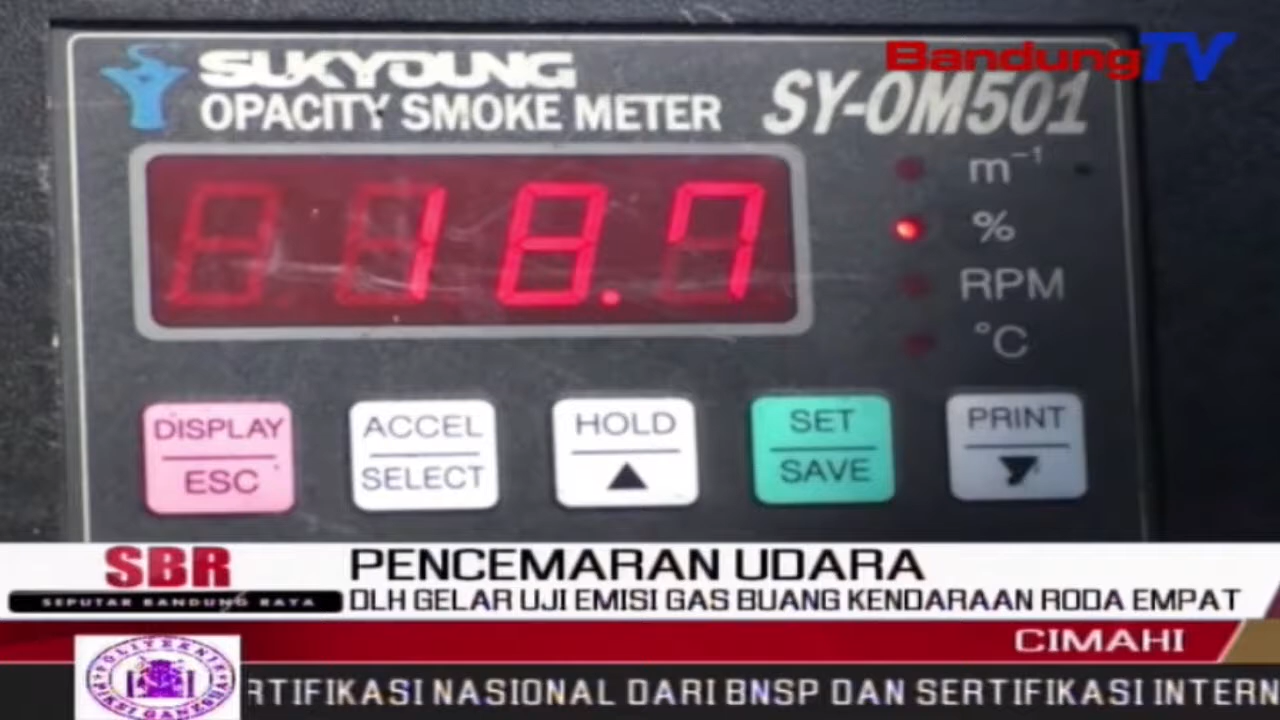 BandungTV
SUKYOUNG
OPACITY SMOKE METER SY-OM501
18.7
m⁻¹
%
RPM
°C
DISPLAY
ESC
ACCEL
SELECT
HOLD
▲
SET
SAVE
PRINT
▼
SBR
SEPUTAR BANDUNG RAYA
PENCEMARAN UDARA
DLH GELAR UJI EMISI GAS BUANG KENDARAAN RODA EMPAT
CIMAHI
RTIFIKASI NASIONAL DARI BNSP DAN SERTIFIKASI INTERN